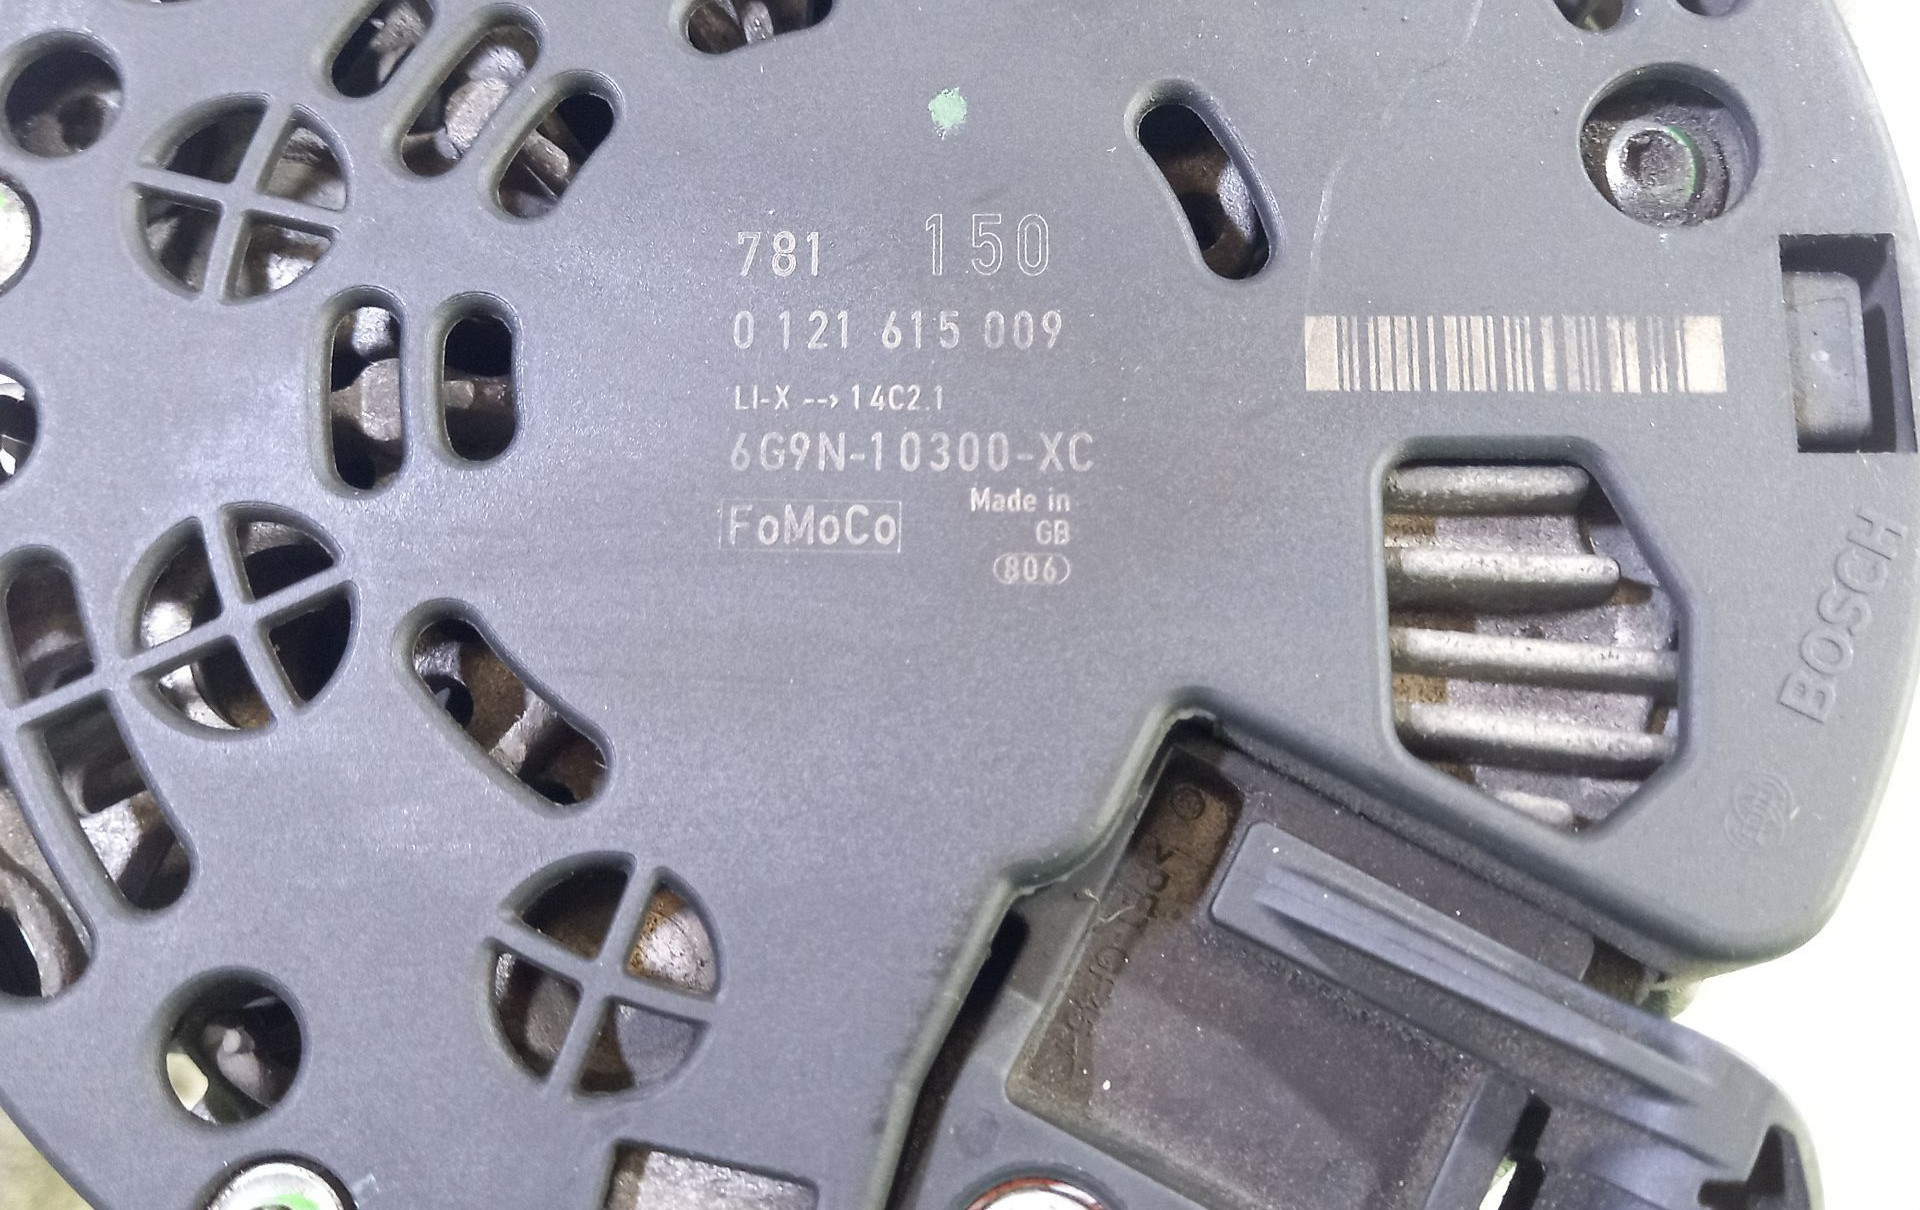 781 150
0 121 615 009
LI-X --> 14C2.1
6G9N-10300-XC
FoMoCo
Made in
GB
806
BOSCH